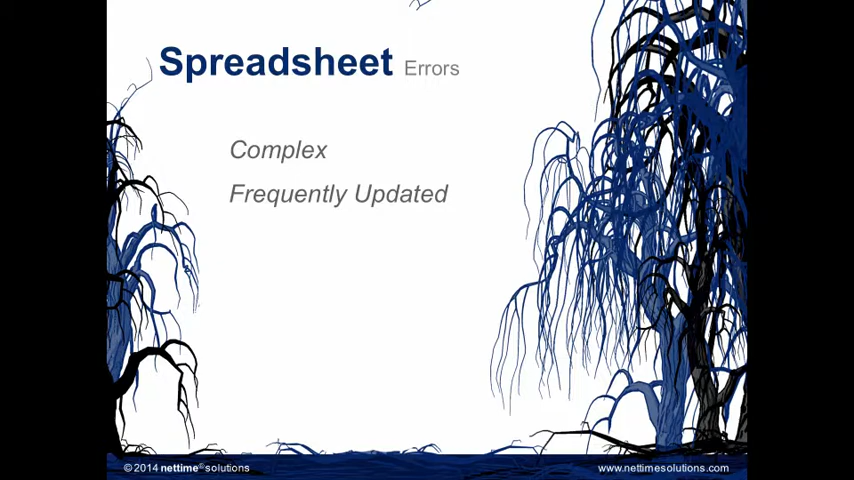 Spreadsheet Errors
Complex
Frequently Updated
© 2014 nettime©solutions www.nettimesolutions.com